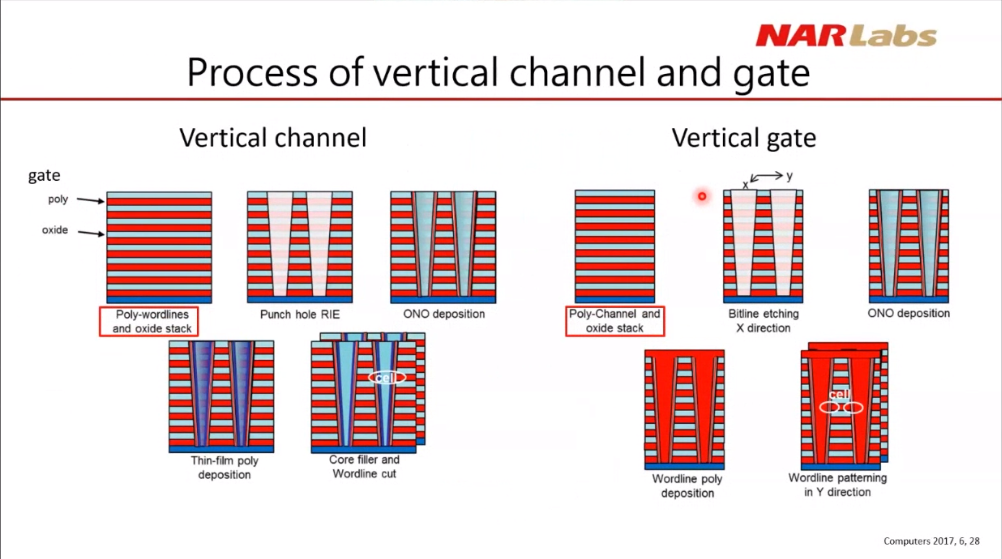 NARLabs
Process of vertical channel and gate
Vertical channel
gate
poly
oxide
Poly-wordlines
and oxide stack
Punch hole RIE
ONO deposition
Thin-film poly
deposition
cell
Core filler and
Wordline cut
Vertical gate
x
y
Poly-Channel and
oxide stack
Bitline etching
X direction
ONO deposition
Wordline poly
deposition
cell
Wordline patterning
in Y direction
Computers 2017, 6, 28